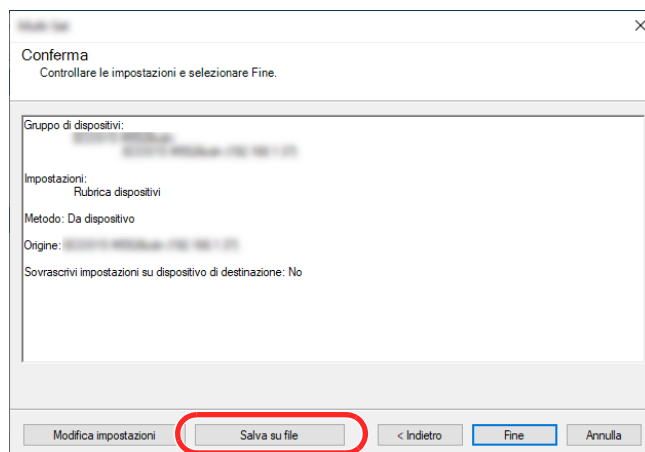 Conferma
Controllare le impostazioni e selezionare Fine.
Gruppo di dispositivi:
Impostazioni:
Rubrica dispositivi
Metodo: Da dispositivo
Origine:
Sovrascrivi impostazioni su dispositivo di destinazione: No
Modifica impostazioni
Salva su file
< Indietro
Fine
Annulla